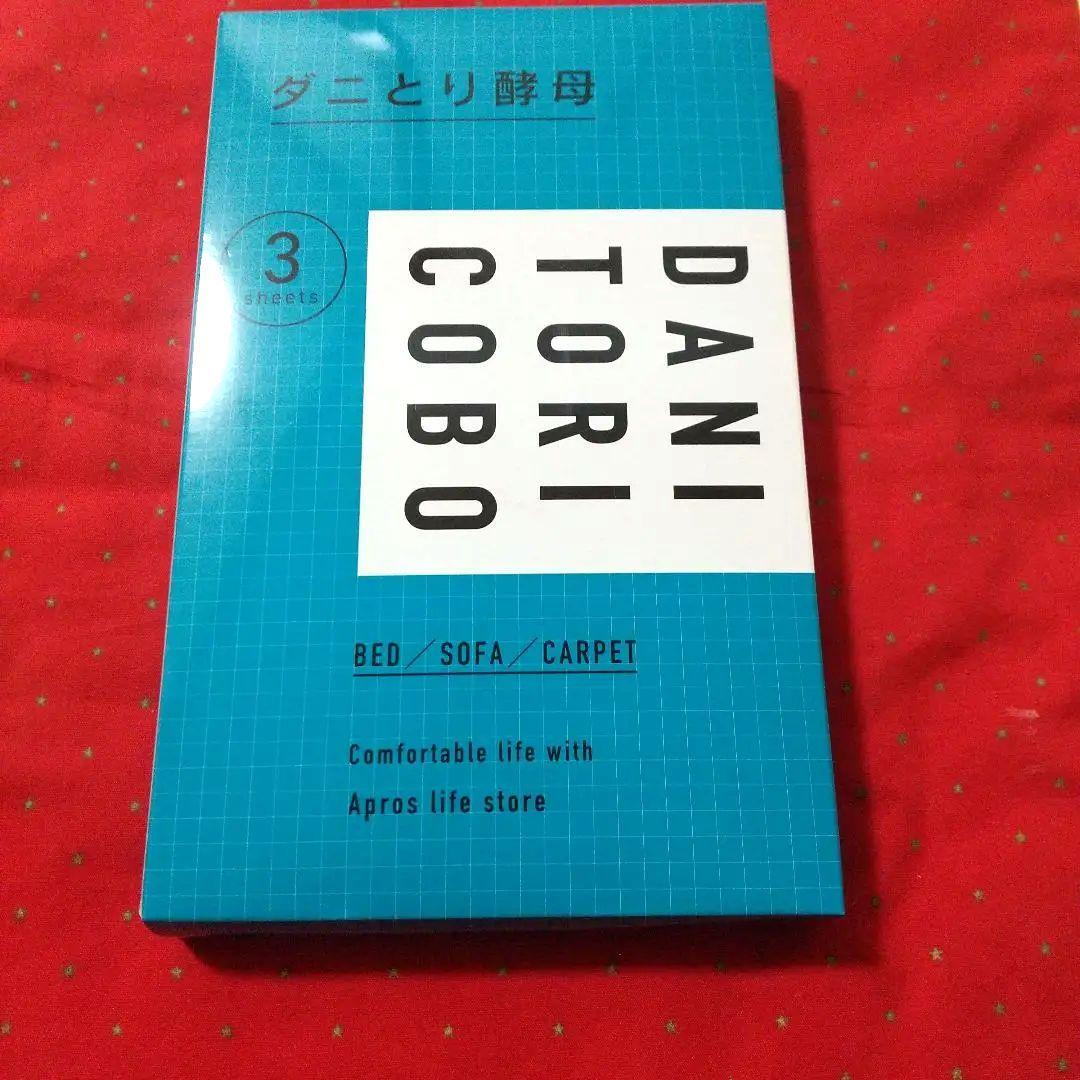 ダニとり酵母
3
sheets
DANI
TORI
COBO
BED／SOFA／CARPET
Comfortable life with
Apros life store